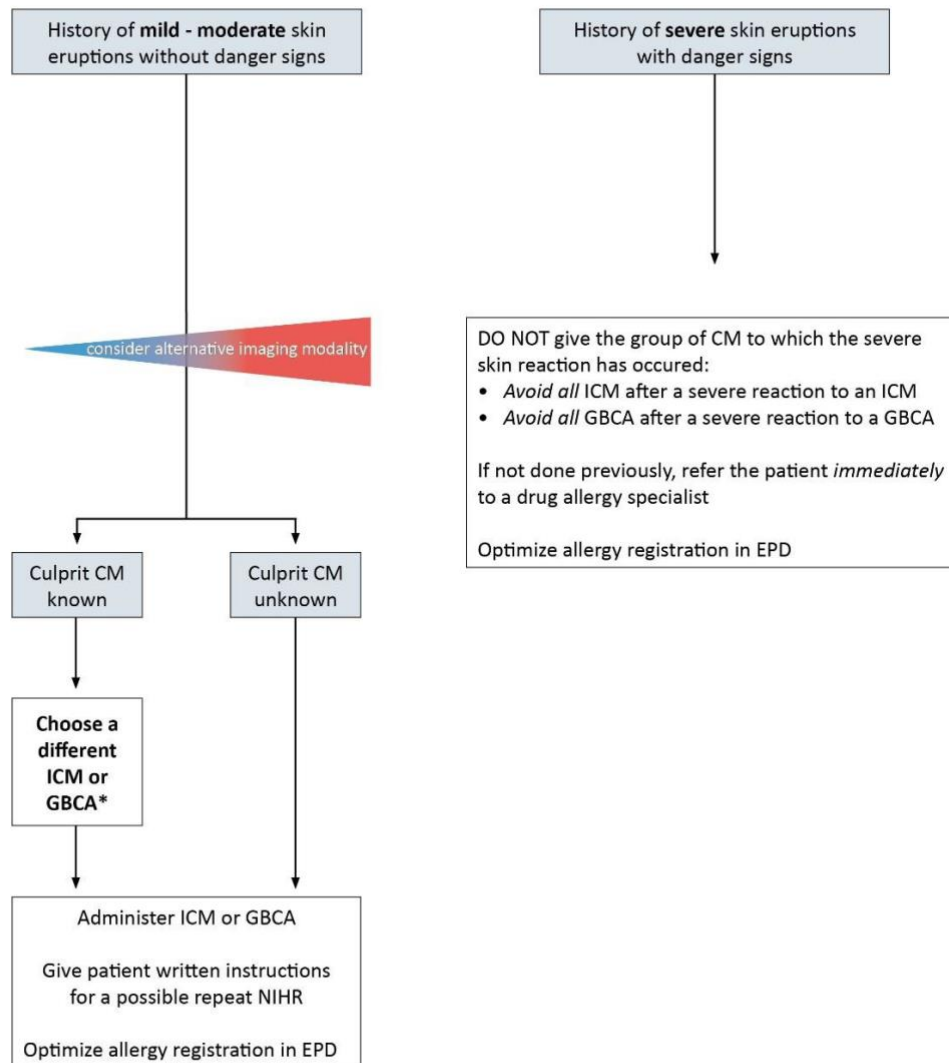 History of mild - moderate skin
eruptions without danger signs
History of severe skin eruptions
with danger signs
consider alternative imaging modality
DO NOT give the group of CM to which the severe
skin reaction has occured:
• Avoid all ICM after a severe reaction to an ICM
• Avoid all GBCA after a severe reaction to a GBCA
If not done previously, refer the patient immediately
to a drug allergy specialist
Optimize allergy registration in EPD
Culprit CM
known
Culprit CM
unknown
Choose a
different
ICM or
GBCA*
Administer ICM or GBCA
Give patient written instructions
for a possible repeat NIHR
Optimize allergy registration in EPD